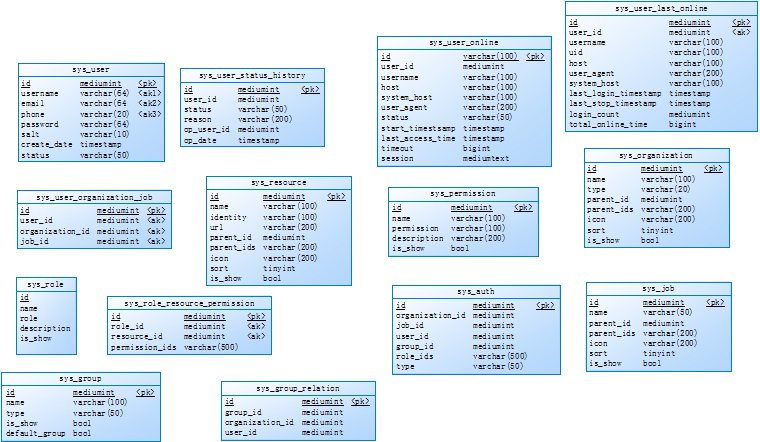 sys_user
id mediumint <pk>
username varchar(64) <ak1>
email varchar(64 <ak2>
phone varchar(20) <ak3>
password varchar(64)
salt varchar(10)
create_date timestamp
status varchar(50)
sys_user_status_history
id mediumint <pk>
user_id mediumint
status varchar(50)
reason varchar(200)
op_user_id mediumint
op_date timestamp
sys_user_online
id varchar(100) <pk>
user_id mediumint
username varchar(100)
host varchar(100)
system_host varchar(100)
user_agent varchar(200)
status varchar(50)
start_timestsamp timestamp
last_access_time timestamp
timeout bigint
session mediumtext
sys_user_last_online
id mediumint <pk>
user_id mediumint <ak>
username varchar(100)
uid varchar(100)
host varchar(100)
user_agent varchar(200)
system_host varchar(100)
last_login_timestamp timestamp
last_stop_timestamp timestamp
login_count mediumint
total_online_time bigint
sys_user_organization_job
id mediumint <pk>
user_id mediumint <ak>
organization_id mediumint <ak>
job_id mediumint <ak>
sys_resource
id mediumint <pk>
name varchar(100)
identity varchar(100)
url varchar(200)
parent_id mediumint
parent_ids varchar(200)
icon varchar(200)
sort tinyint
is_show bool
sys_permission
id mediumint <pk>
name varchar(100)
permission varchar(100)
description varchar(200)
is_show bool
sys_organization
id mediumint <pk>
name varchar(100)
type varchar(20)
parent_id mediumint
parent_ids varchar(200)
icon varchar(200)
sort tinyint
is_show bool
sys_role
id
name
role
description
is_show
sys_role_resource_permission
id mediumint <pk>
role_id mediumint <ak>
resource_id mediumint <ak>
permission_ids varchar(500)
sys_auth
id mediumint <pk>
organization_id mediumint
job_id mediumint
user_id mediumint
group_id mediumint
role_ids varchar(500)
type varchar(50)
sys_job
id mediumint <pk>
name varchar(50)
parent_id mediumint
parent_ids varchar(200)
icon varchar(200)
sort tinyint
is_show bool
sys_group
id mediumint <pk>
name varchar(100)
type varchar(50)
is_show bool
default_group bool
sys_group_relation
id mediumint <pk>
group_id mediumint
organization_id mediumint
user_id mediumint